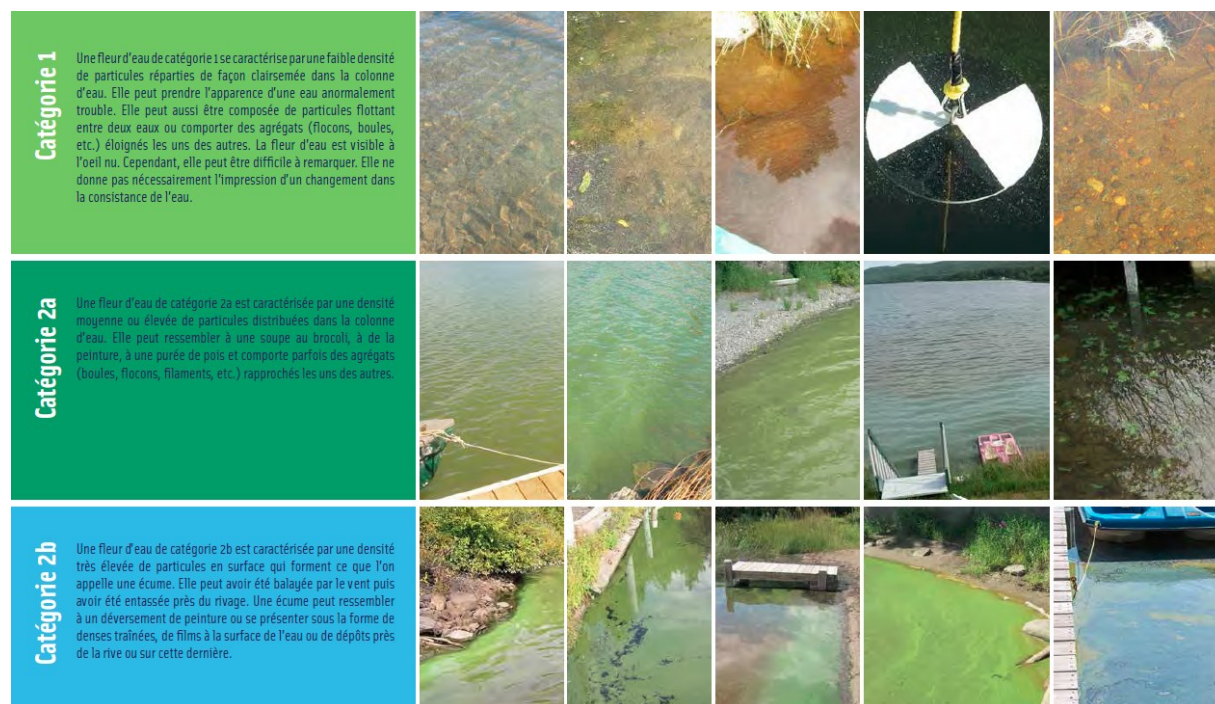 Catégorie 1
Une fleur d'eau de catégorie 1 se caractérise par une faible densité
de particules réparties de façon clairsemée dans la colonne
d'eau. Elle peut prendre l'apparence d'une eau anormalement
trouble. Elle peut aussi être composée de particules flottant
entre deux eaux ou comporter des agrégats (flocons, boules,
etc.) éloignés les uns des autres. La fleur d'eau est visible à
l'oeil nu. Cependant, elle peut être difficile à remarquer. Elle ne
donne pas nécessairement l'impression d'un changement dans
la consistance de l'eau.
Catégorie 2a
Une fleur d'eau de catégorie 2a est caractérisée par une densité
moyenne ou élevée de particules distribuées dans la colonne
d'eau. Elle peut ressembler à une soupe au brocoli, à de la
peinture, à une purée de pois et comporte parfois des agrégats
(boules, flocons, filaments, etc.) rapprochés les uns des autres.
Catégorie 2b
Une fleur d'eau de catégorie 2b est caractérisée par une densité
très élevée de particules en surface qui forment ce que l'on
appelle une écume. Elle peut avoir été balayée par le vent puis
avoir été entassée près du rivage. Une écume peut ressembler
à un déversement de peinture ou se présenter sous la forme de
denses traînées, de films à la surface de l'eau ou de dépôts près
de la rive ou sur cette dernière.